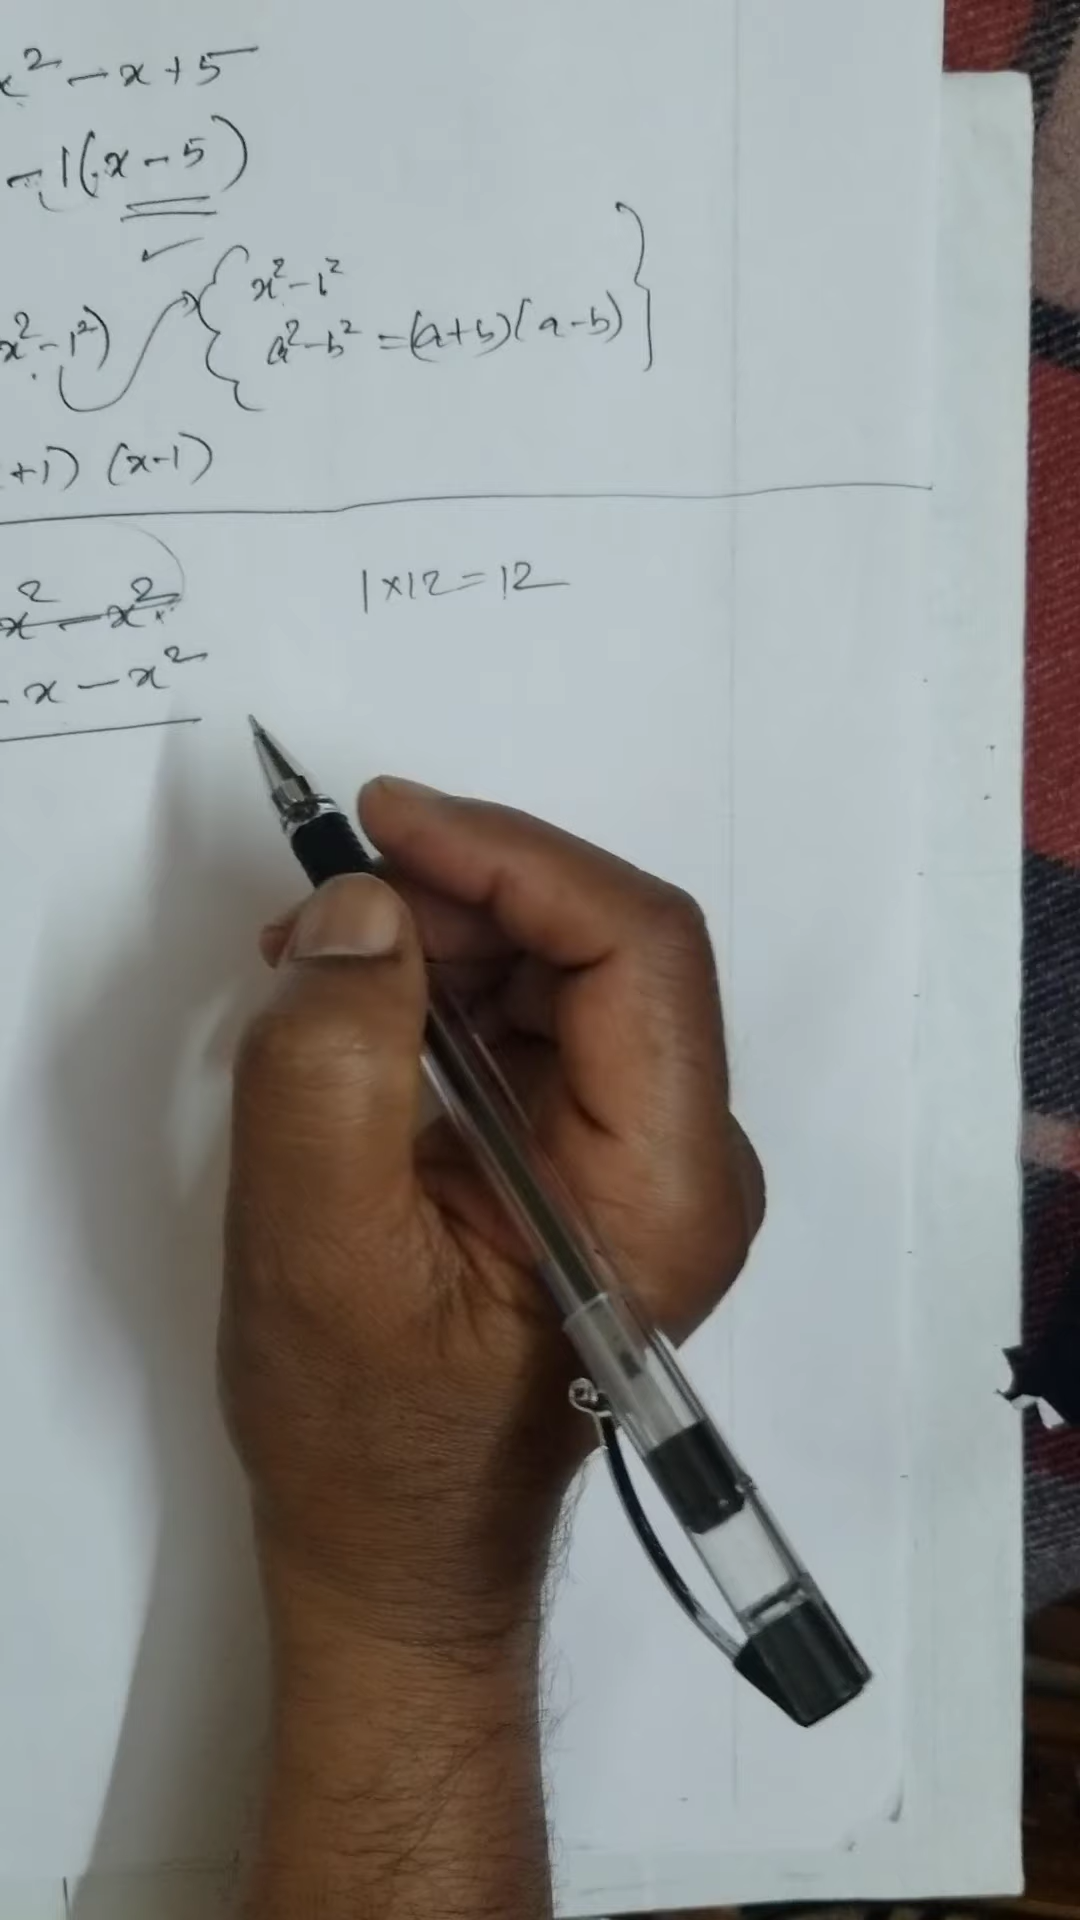 x² - x + 5
- 1(x - 5)
x² - 1²
x² - 1²)
a² - b² = (a+b)(a-b)
+1) (x-1)
x² - x²
1 × 12 = 12
- x - x²